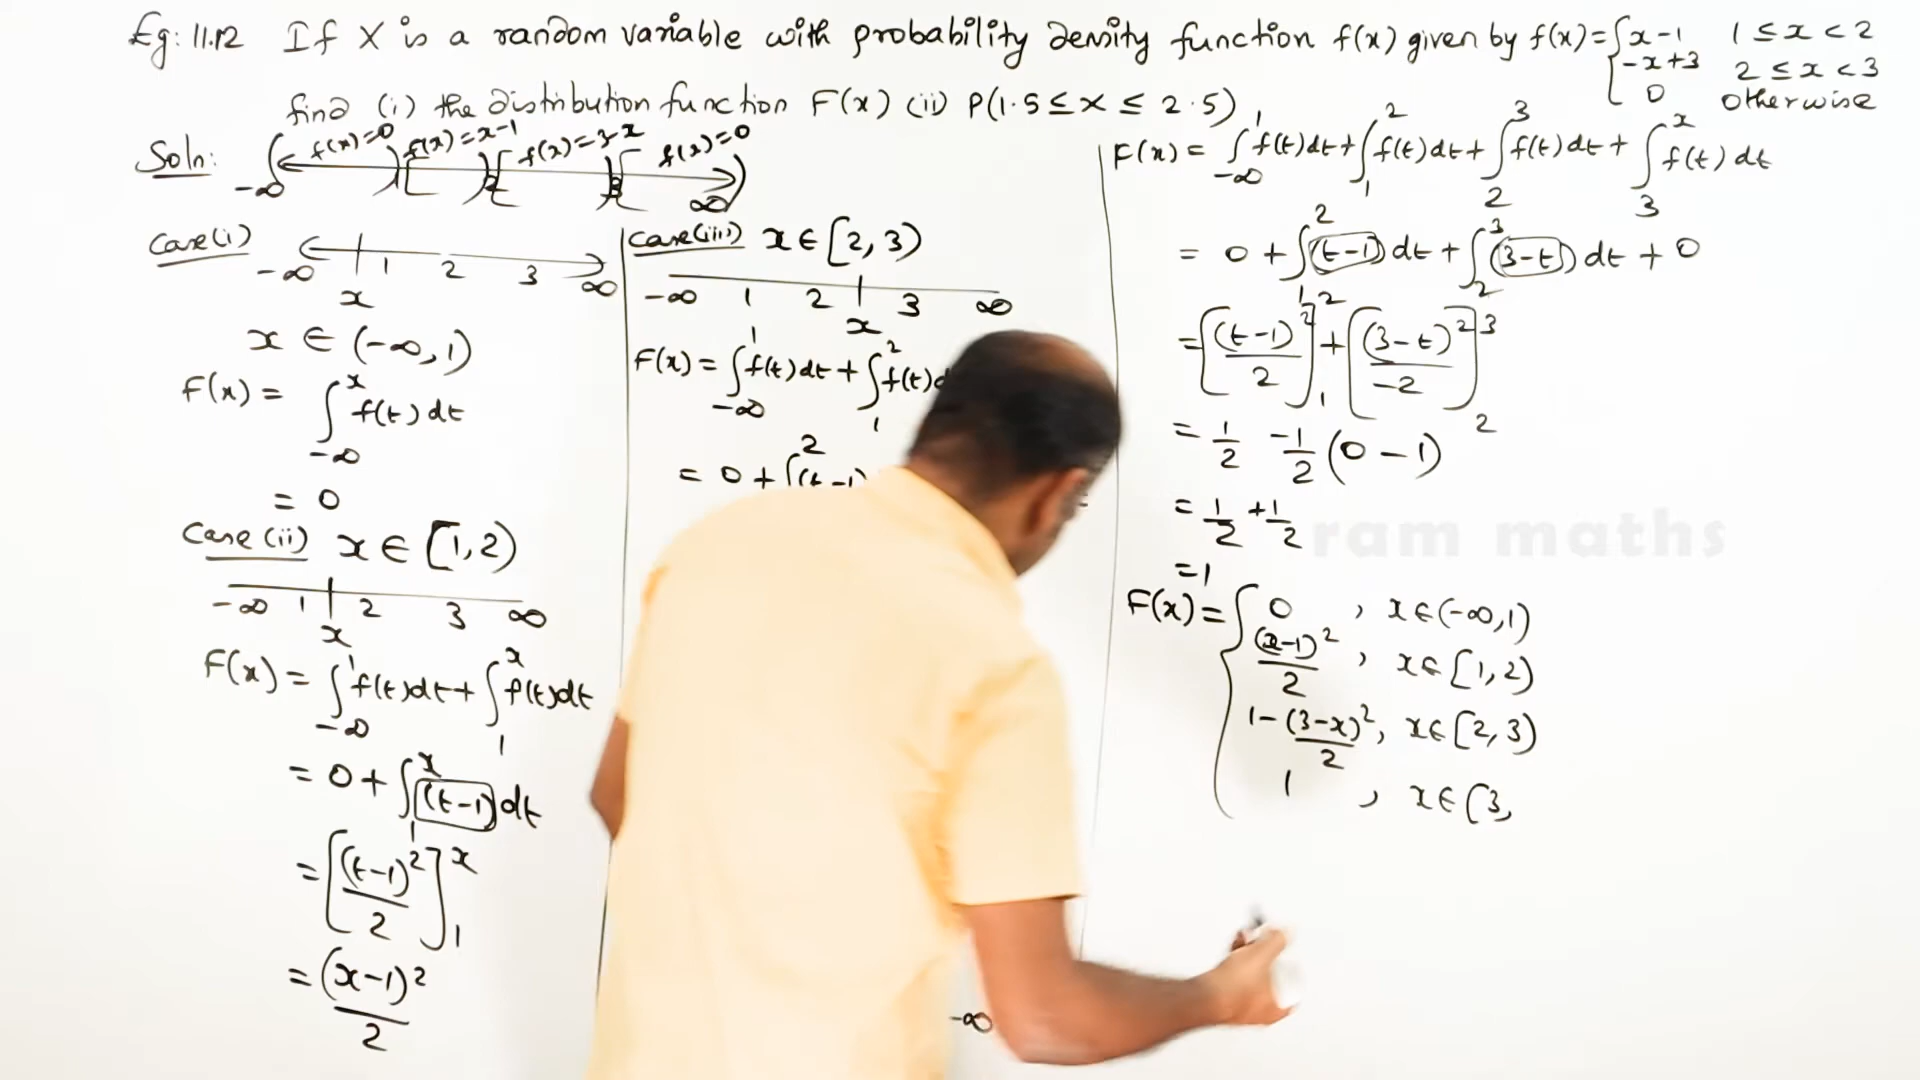 Eg: 11.12 If X is a random variable with probability density function f(x) given by f(x) = { x-1 1 ≤ x < 2
-x+3 2 ≤ x < 3
0 otherwise
find (i) the distribution function F(x) (ii) P(1.5 ≤ X ≤ 2.5)
Soln:
f(x)=0 f(x)=x-1 f(x)=3-x f(x)=0
-∞ 2 3 ∞
Case(i)
-∞ 1 2 3 ∞
x
x ∈ (-∞, 1)
F(x) = ∫_{-∞}^{x} f(t) dt
= 0
Case (ii) x ∈ [1, 2)
-∞ 1 2 3 ∞
x
F(x) = ∫_{-∞}^{1} f(t)dt + ∫_{1}^{x} f(t)dt
= 0 + ∫_{1}^{x} (t-1) dt
= [(t-1)²/2]_{1}^{x}
= (x-1)²/2
Case(iii) x ∈ [2, 3)
-∞ 1 2 3 ∞
x
F(x) = ∫_{-∞}^{1} f(t)dt + ∫_{1}^{2} f(t)
= 0 + ∫^{2} (t-1)
-∞
F(x) = ∫_{-∞}^{1} f(t)dt + ∫_{1}^{2} f(t)dt + ∫_{2}^{3} f(t)dt + ∫_{3}^{x} f(t) dt
= 0 + ∫_{1}^{2} (t-1) dt + ∫_{2}^{3} (3-t) dt + 0
= [(t-1)²/2]_{1}^{2} + [(3-t)²/-2]_{2}^{3}
= 1/2 -1/2 (0-1)
= 1/2 + 1/2
= 1
ram maths
F(x) = { 0 , x∈(-∞,1)
(x-1)²/2 , x∈[1,2)
1-(3-x)²/2 , x∈[2,3)
1 , x∈(3,